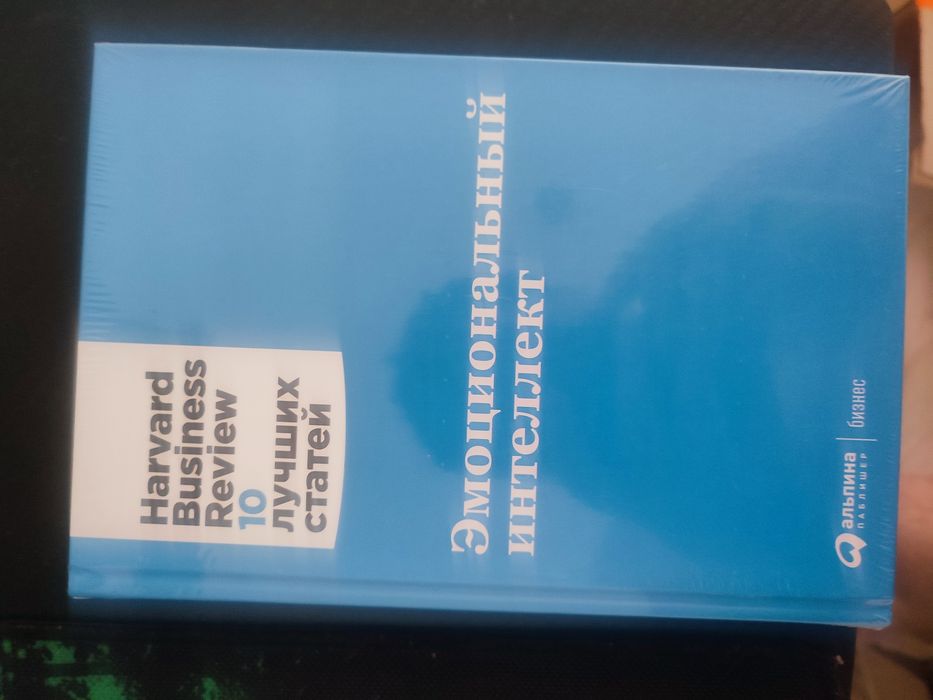 Harvard
Business
Review
10
лучших
статей
Эмоциональный
интеллект
альпина
ПАБЛИШЕР
бизнес